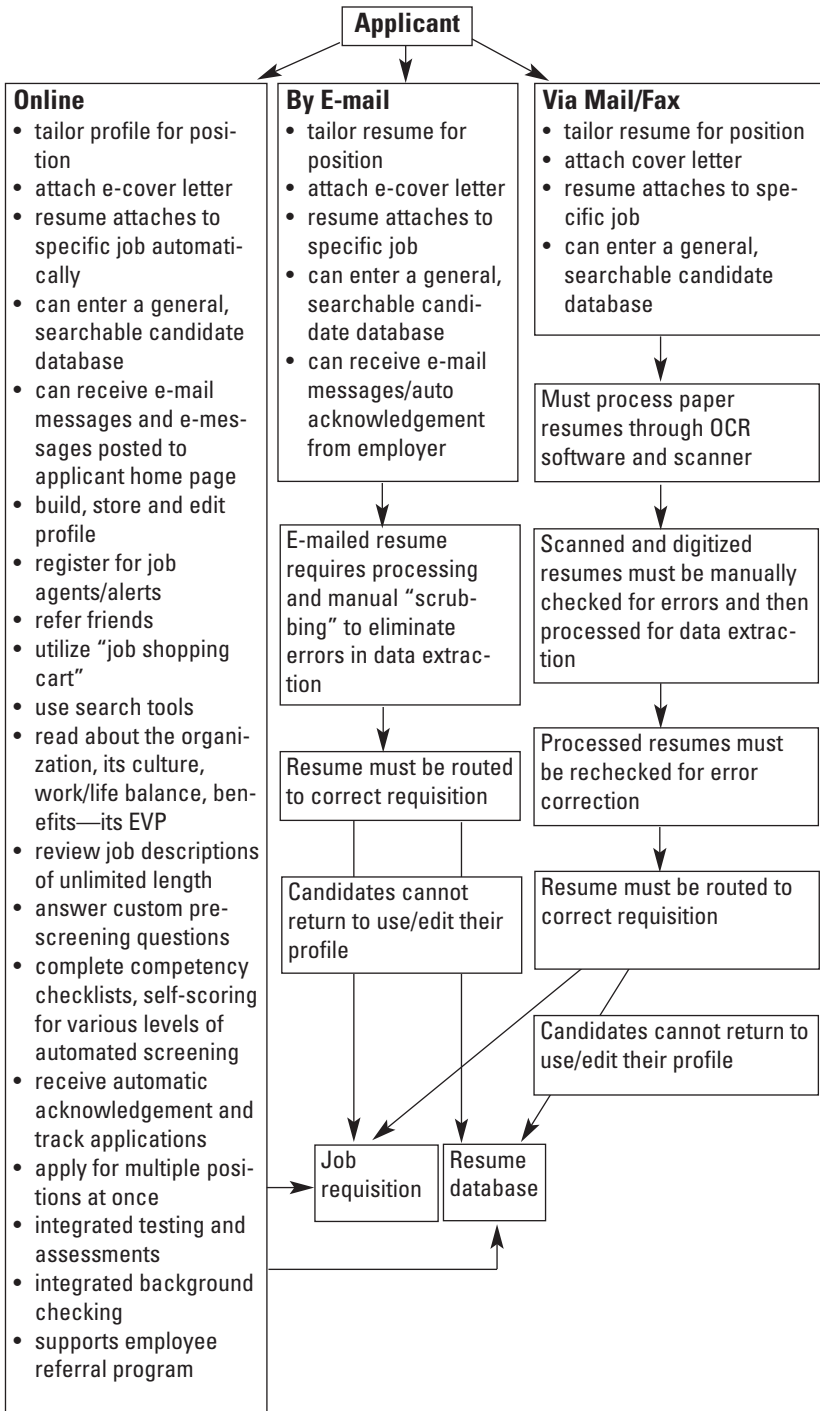 Applicant
Online
• tailor profile for posi-
tion
• attach e-cover letter
• resume attaches to
specific job automati-
cally
• can enter a general,
searchable candidate
database
• can receive e-mail
messages and e-mes-
sages posted to
applicant home page
• build, store and edit
profile
• register for job
agents/alerts
• refer friends
• utilize “job shopping
cart”
• use search tools
• read about the organi-
zation, its culture,
work/life balance, ben-
efits—its EVP
• review job descriptions
of unlimited length
• answer custom pre-
screening questions
• complete competency
checklists, self-scoring
for various levels of
automated screening
• receive automatic
acknowledgement and
track applications
• apply for multiple posi-
tions at once
• integrated testing and
assessments
• integrated background
checking
• supports employee
referral program
By E-mail
• tailor resume for
position
• attach e-cover letter
• resume attaches to
specific job
• can enter a general,
searchable candi-
date database
• can receive e-mail
messages/auto
acknowledgement
from employer
E-mailed resume
requires processing
and manual “scrub-
bing” to eliminate
errors in data extrac-
tion
Resume must be routed
to correct requisition
Candidates cannot
return to use/edit their
profile
Via Mail/Fax
• tailor resume for position
• attach cover letter
• resume attaches to spe-
cific job
• can enter a general,
searchable candidate
database
Must process paper
resumes through OCR
software and scanner
Scanned and digitized
resumes must be manually
checked for errors and then
processed for data extrac-
tion
Processed resumes must
be rechecked for error
correction
Resume must be routed to
correct requisition
Candidates cannot return to
use/edit their profile
Job
requisition
Resume
database